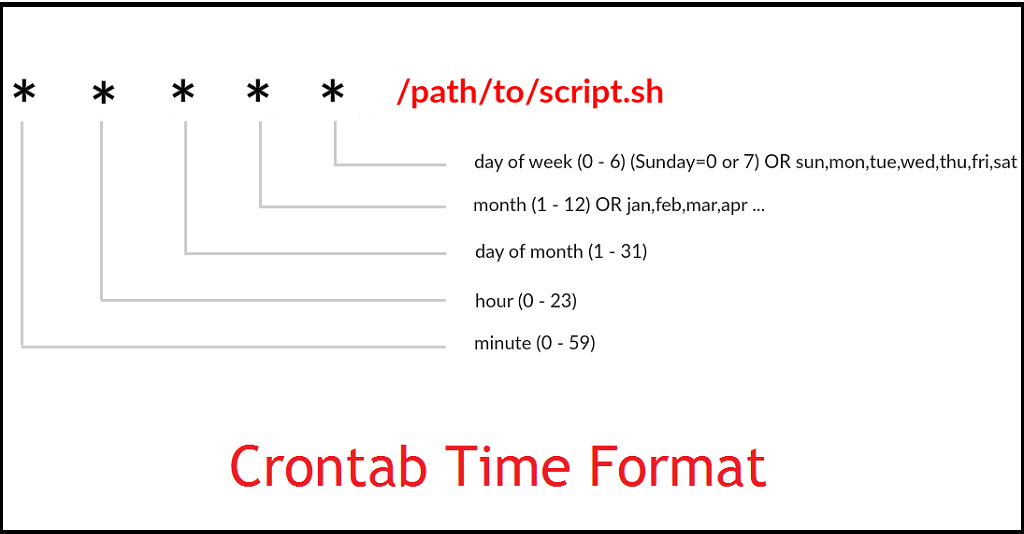 * * * * * /path/to/script.sh
day of week (0 - 6) (Sunday=0 or 7) OR sun,mon,tue,wed,thu,fri,sat
month (1 - 12) OR jan,feb,mar,apr ...
day of month (1 - 31)
hour (0 - 23)
minute (0 - 59)
Crontab Time Format